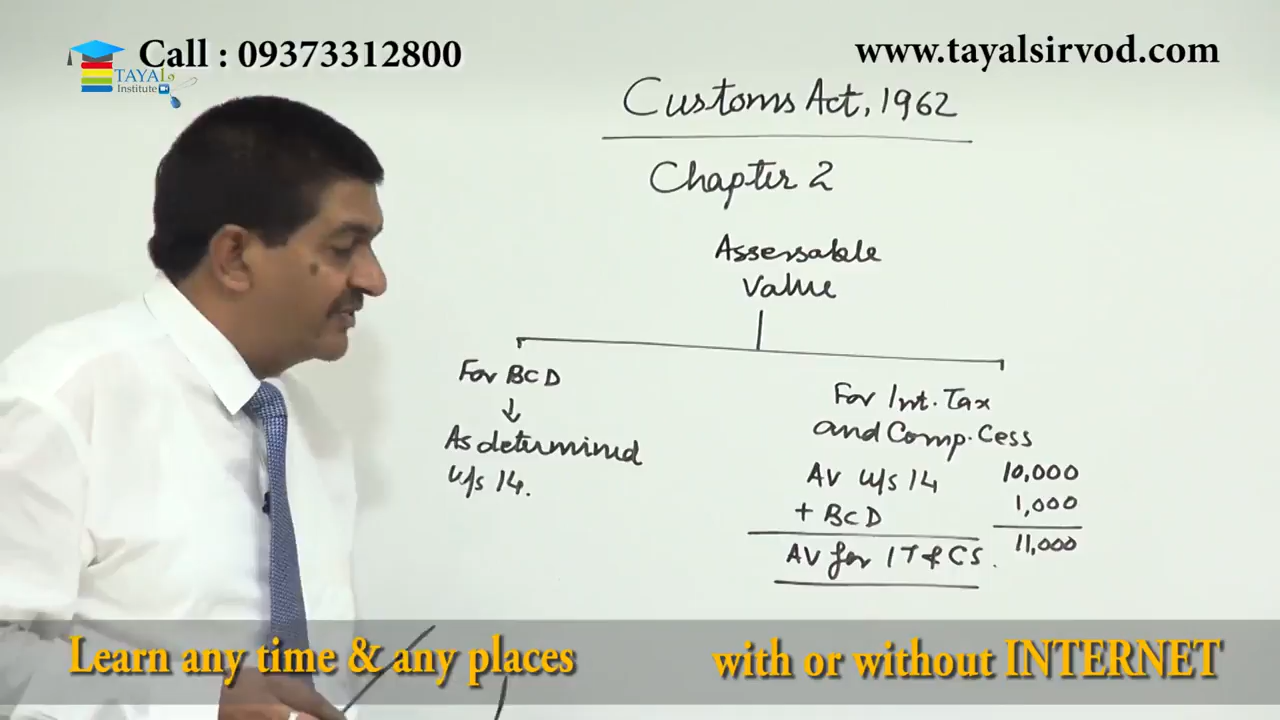 Call : 09373312800
www.tayalsirvod.com
TAYALs
Institute
Customs Act, 1962
Chapter 2
Assessable
Value
For BCD
As determined
u/s 14.
For Int. Tax
and Comp. Cess
AV u/s 14 10,000
+ BCD 1,000
AV for IT & CS. 11,000
Learn any time & any places
with or without INTERNET